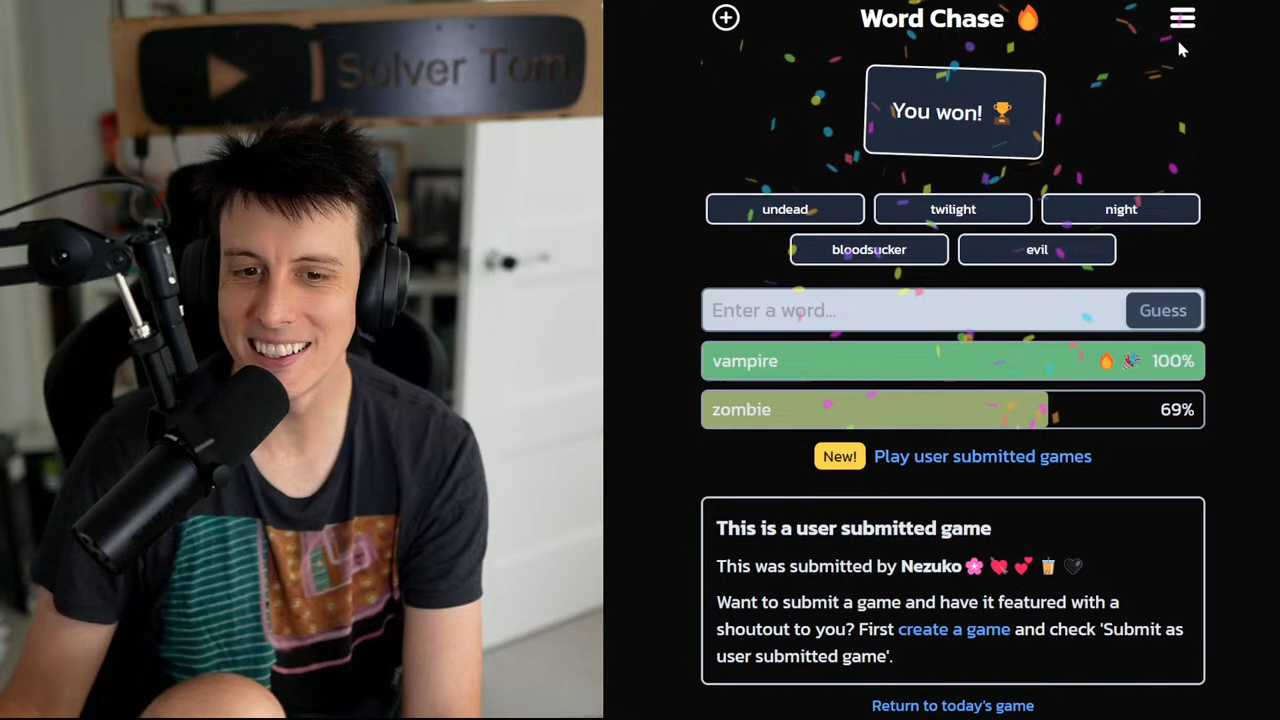 Solver Tom
Word Chase 🔥
You won! 🏆
undead
twilight
night
bloodsucker
evil
Enter a word...
Guess
vampire 🔥 🎉 100%
zombie 69%
New! Play user submitted games
This is a user submitted game
This was submitted by Nezuko 🌸 💘 💕 🧋 🖤
Want to submit a game and have it featured with a
shoutout to you? First create a game and check 'Submit as
user submitted game'.
Return to today's game